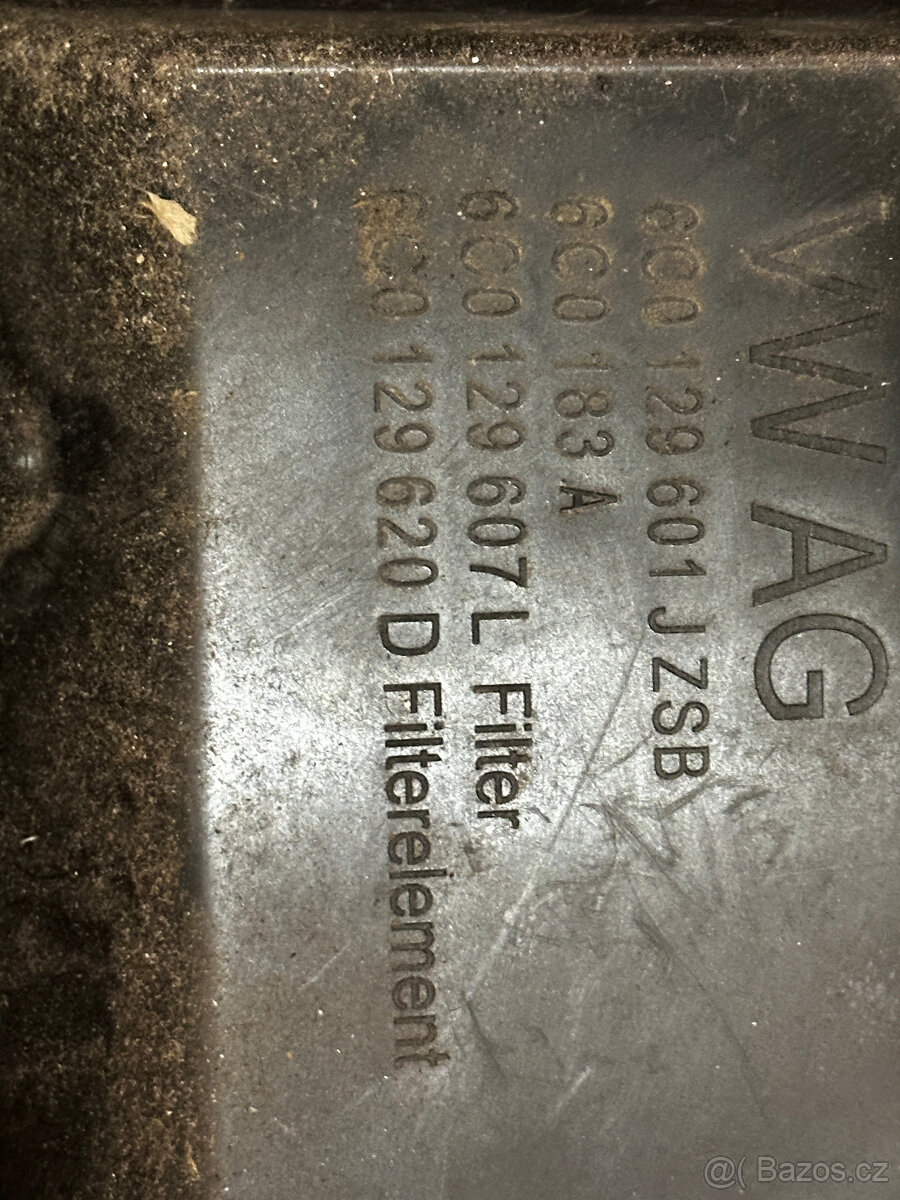 VW AG
6C0 129 601 J ZSB
6C0 183 A
6C0 129 607 L Filter
6C0 129 620 D Filterelement
@( Bazos.cz